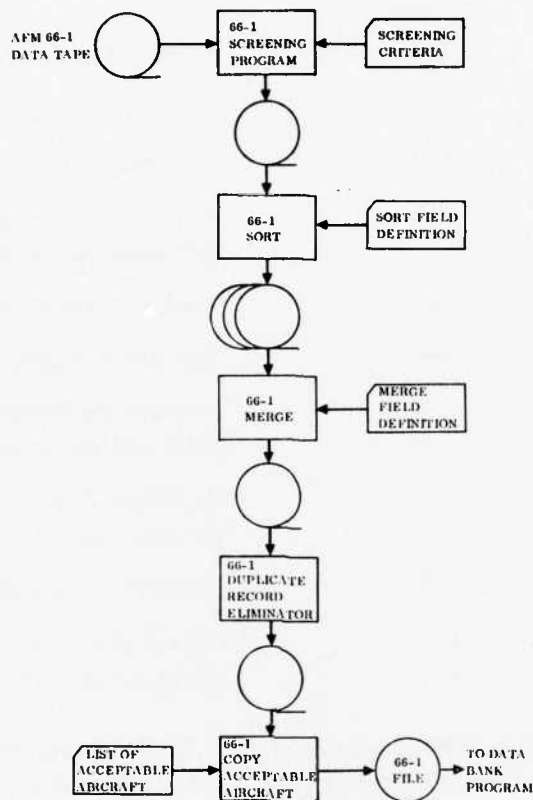 AFM 66-1
DATA TAPE
66-1
SCREENING
PROGRAM
SCREENING
CRITERIA
66-1
SORT
SORT FIELD
DEFINITION
66-1
MERGE
MERGE
FIELD
DEFINITION
66-1
DUPLICATE
RECORD
ELIMINATOR
LIST OF
ACCEPTABLE
AIRCRAFT
66-1
COPY
ACCEPTABLE
AIRCRAFT
66-1
FILE
TO DATA
BANK
PROGRAM